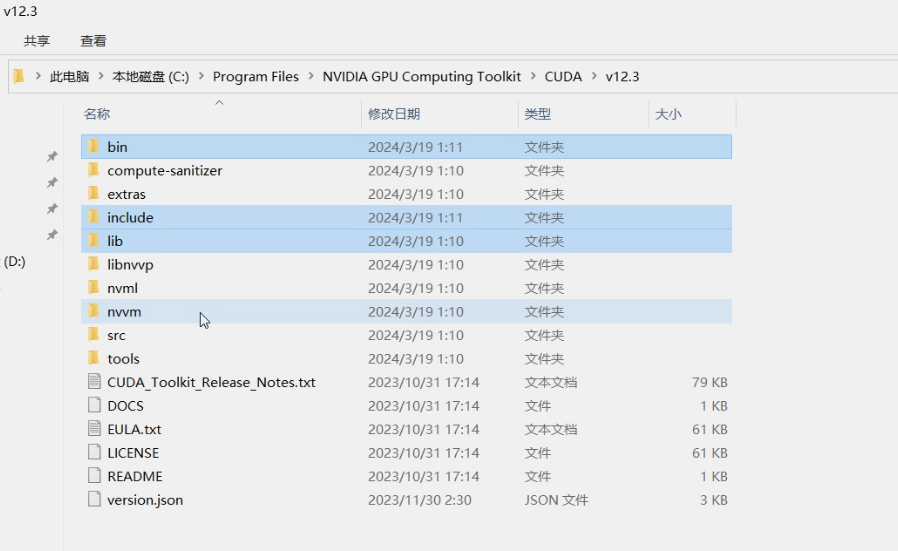 v12.3
共享 查看
此电脑 本地磁盘 (C:) Program Files NVIDIA GPU Computing Toolkit CUDA v12.3
名称 修改日期 类型 大小
bin 2024/3/19 1:11 文件夹
compute-sanitizer 2024/3/19 1:10 文件夹
extras 2024/3/19 1:10 文件夹
include 2024/3/19 1:11 文件夹
lib 2024/3/19 1:10 文件夹
(D:) libnvvp 2024/3/19 1:10 文件夹
nvml 2024/3/19 1:10 文件夹
nvvm 2024/3/19 1:10 文件夹
src 2024/3/19 1:10 文件夹
tools 2024/3/19 1:10 文件夹
CUDA_Toolkit_Release_Notes.txt 2023/10/31 17:14 文本文档 79 KB
DOCS 2023/10/31 17:14 文件 1 KB
EULA.txt 2023/10/31 17:14 文本文档 61 KB
LICENSE 2023/10/31 17:14 文件 61 KB
README 2023/10/31 17:14 文件 1 KB
version.json 2023/11/30 2:30 JSON 文件 3 KB